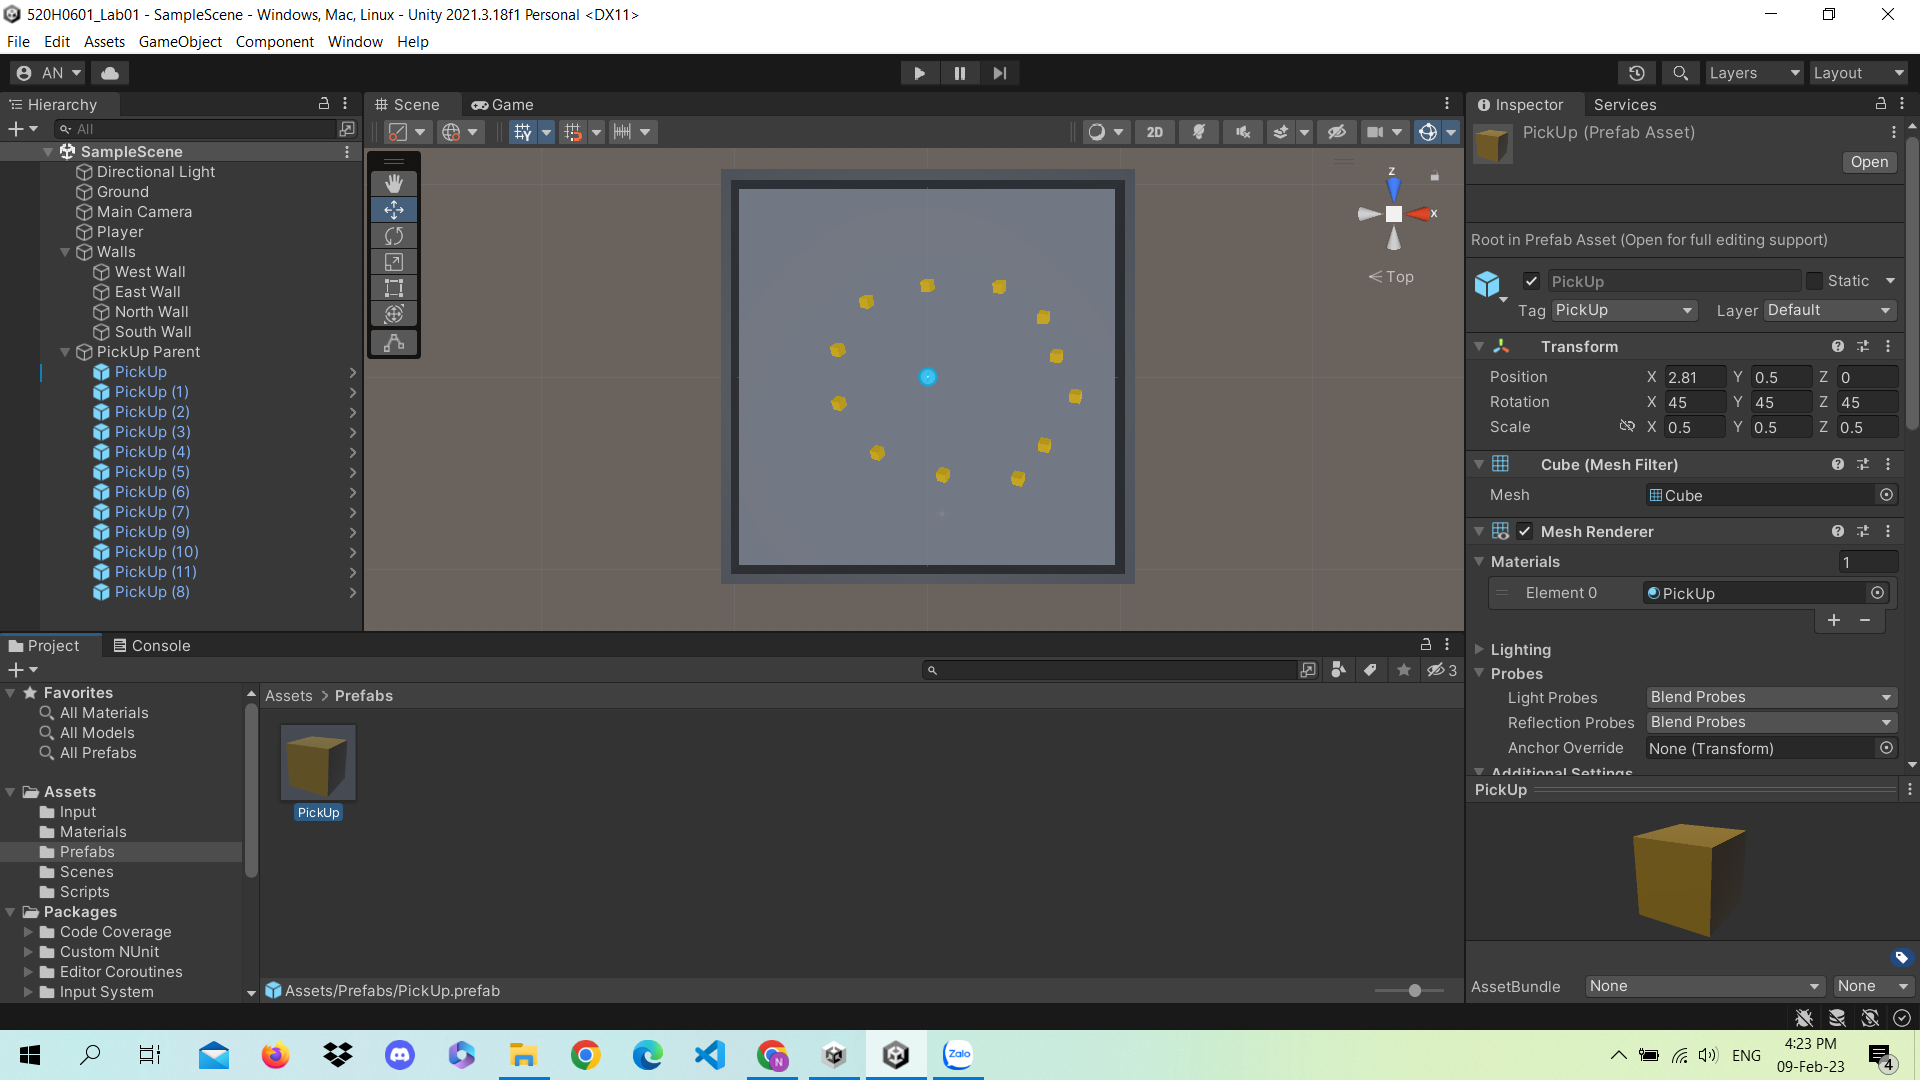 520H0601_Lab01 - SampleScene - Windows, Mac, Linux - Unity 2021.3.18f1 Personal <DX11>
File Edit Assets GameObject Component Window Help
AN
Layers
Layout
Hierarchy
All
SampleScene
Directional Light
Ground
Main Camera
Player
Walls
West Wall
East Wall
North Wall
South Wall
PickUp Parent
PickUp
PickUp (1)
PickUp (2)
PickUp (3)
PickUp (4)
PickUp (5)
PickUp (6)
PickUp (7)
PickUp (9)
PickUp (10)
PickUp (11)
PickUp (8)
Scene Game
2D
z
x
Top
Inspector Services
PickUp (Prefab Asset)
Open
Root in Prefab Asset (Open for full editing support)
PickUp Static
Tag PickUp Layer Default
Transform
Position X 2.81 Y 0.5 Z 0
Rotation X 45 Y 45 Z 45
Scale X 0.5 Y 0.5 Z 0.5
Cube (Mesh Filter)
Mesh Cube
Mesh Renderer
Materials 1
Element 0 PickUp
Lighting
Probes
Light Probes Blend Probes
Reflection Probes Blend Probes
Anchor Override None (Transform)
Additional Settings
PickUp
AssetBundle None None
Project Console
3
Favorites
All Materials
All Models
All Prefabs
Assets
Input
Materials
Prefabs
Scenes
Scripts
Packages
Code Coverage
Custom NUnit
Editor Coroutines
Input System
Assets > Prefabs
PickUp
Assets/Prefabs/PickUp.prefab
Zalo
N
ENG
4:23 PM
09-Feb-23
4